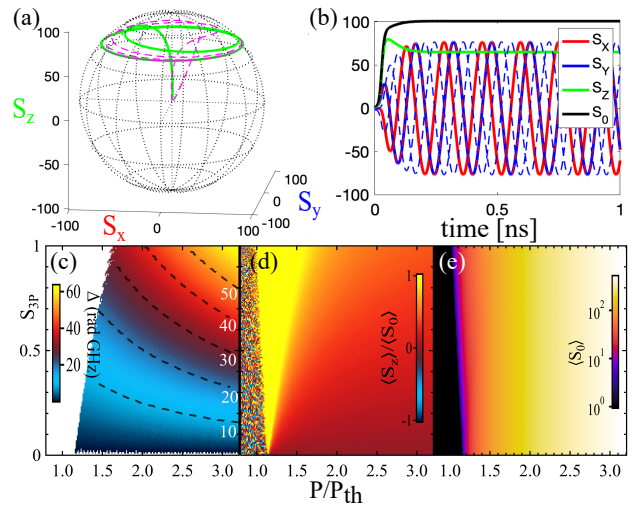 (a)
100
50
0
-50
-100
S_z
-100
0
100
S_x
-100
0
100
S_y
(b)
100
50
0
-50
-100
0
0.5
1
time [ns]
S_X
S_Y
S_Z
S_0
(c)
1
0.5
0
S_3P
60
40
20
Δ (rad GHz)
1.0
1.5
2.0
2.5
3.0
(d)
50
40
30
20
10
1
0
-1
⟨S_z⟩/⟨S_0⟩
1.0
1.5
2.0
2.5
3.0
(e)
10^2
10^1
10^0
⟨S_0⟩
1.0
1.5
2.0
2.5
3.0
P/P_th